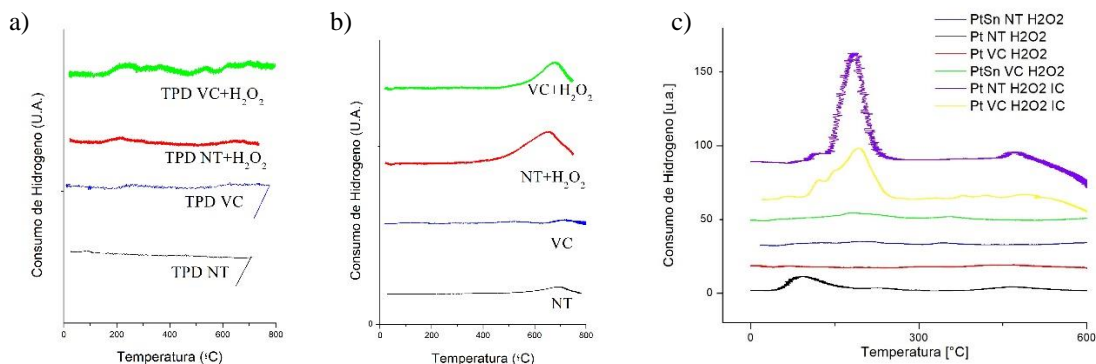 a)
Consumo de Hidrogeno (U.A.)
TPD VC+H₂O₂
TPD NT+H₂O₂
TPD VC
TPD NT
0
200
400
600
800
Temperatura (°C)
b)
Consumo de Hidrogeno (U.A.)
VC+H₂O₂
NT+H₂O₂
VC
NT
0
0
200
400
600
800
Temperatura (°C)
c)
PtSn NT H2O2
Pt NT H2O2
Pt VC H2O2
PtSn VC H2O2
Pt NT H2O2 IC
Pt VC H2O2 IC
Consumo de Hidrogeno [u.a.]
150
100
50
0
0
300
600
Temperatura [°C]